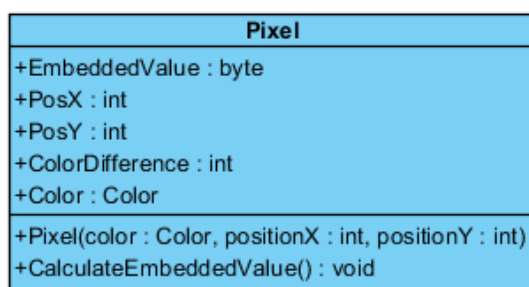 Pixel
+EmbeddedValue : byte
+PosX : int
+PosY : int
+ColorDifference : int
+Color : Color
+Pixel(color : Color, positionX : int, positionY : int)
+CalculateEmbeddedValue() : void